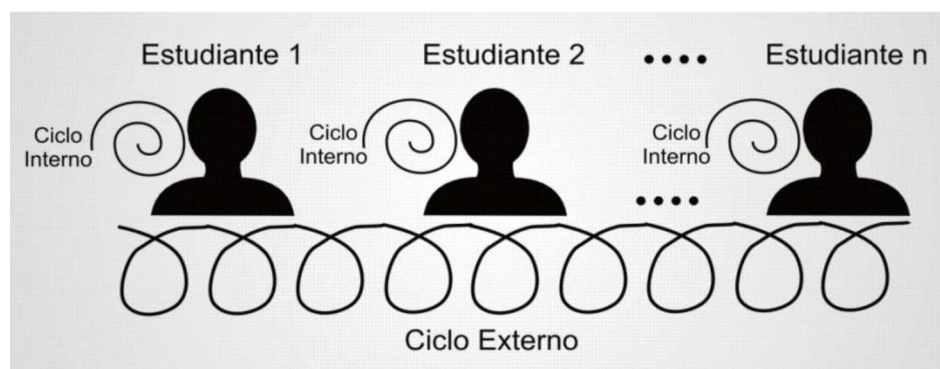 Estudiante 1
Estudiante 2
....
Estudiante n
Ciclo
Interno
Ciclo
Interno
Ciclo
Interno
....
Ciclo Externo